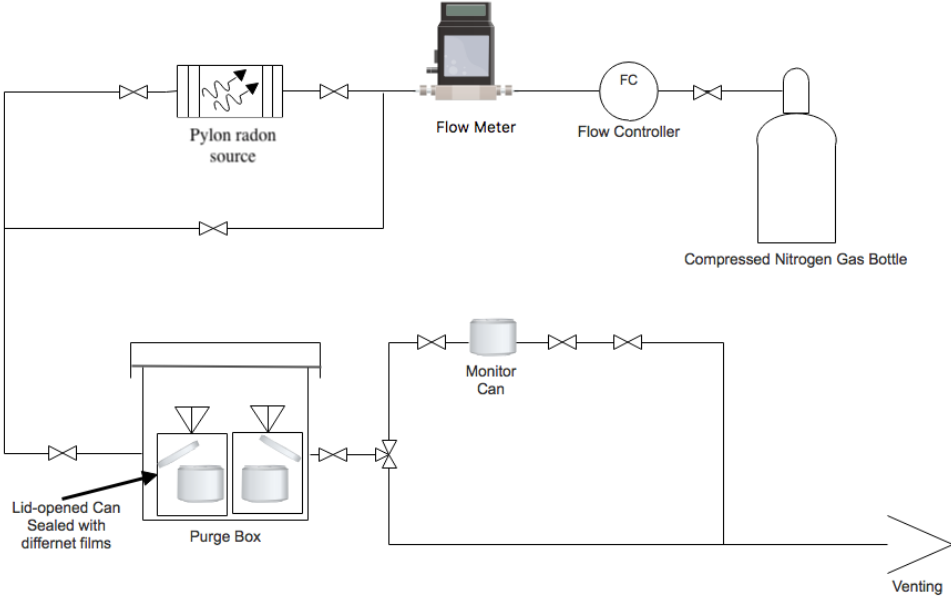 FC
Flow Meter
Flow Controller
Pylon radon
source
Compressed Nitrogen Gas Bottle
Monitor
Can
Lid-opened Can
Sealed with
differnet films
Purge Box
Venting